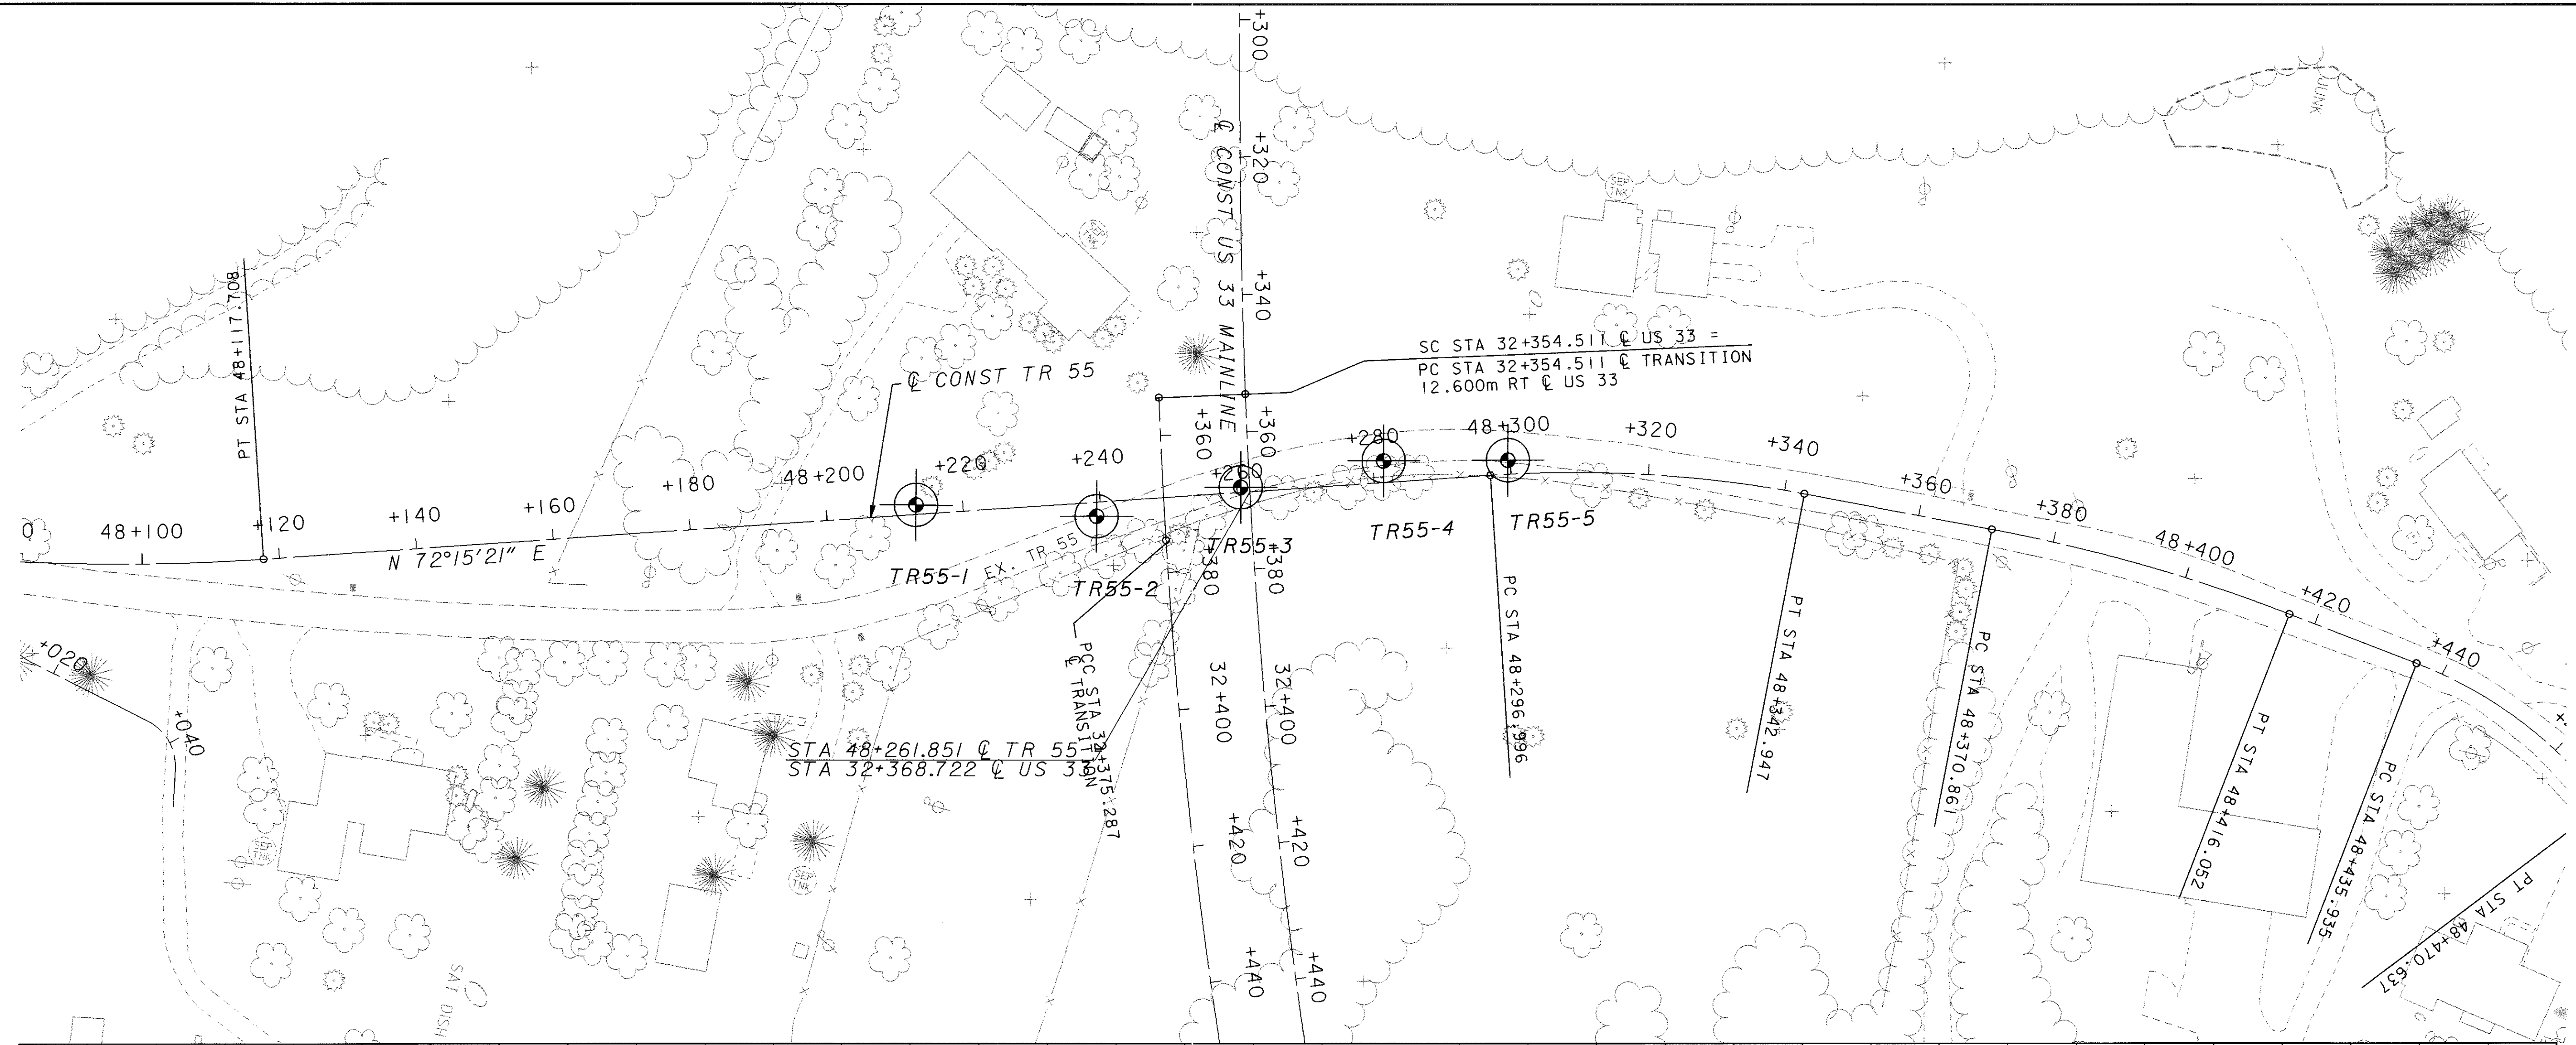 +300
+320
+340
℄ CONST US 33 MAINLINE
JUNK
SEP
TNK
SEP
TNK
PT STA 48+117.708
SC STA 32+354.511 ℄ US 33 =
PC STA 32+354.511 ℄ TRANSITION
12.600m RT ℄ US 33
℄ CONST TR 55
+360
+360
0
48+100
+120
+140
+160
+180
48+200
+220
+240
+260
+280
48+300
+320
+340
+360
+380
48+400
+420
+440
N 72°15'21" E
EX. TR 55
TR55-1
TR55-2
TR55-3
TR55-4
TR55-5
+380
+380
PCC STA 32+375.287
℄ TRANSITION
PC STA 48+296.996
PT STA 48+342.947
PC STA 48+370.861
PT STA 48+416.052
PC STA 48+435.935
PT STA 48+470.637
+020
+040
32+400
32+400
STA 48+261.851 ℄ TR 55
STA 32+368.722 ℄ US 33
+420
+420
SEP
TNK
SEP
TNK
+440
+440
SAT DISH